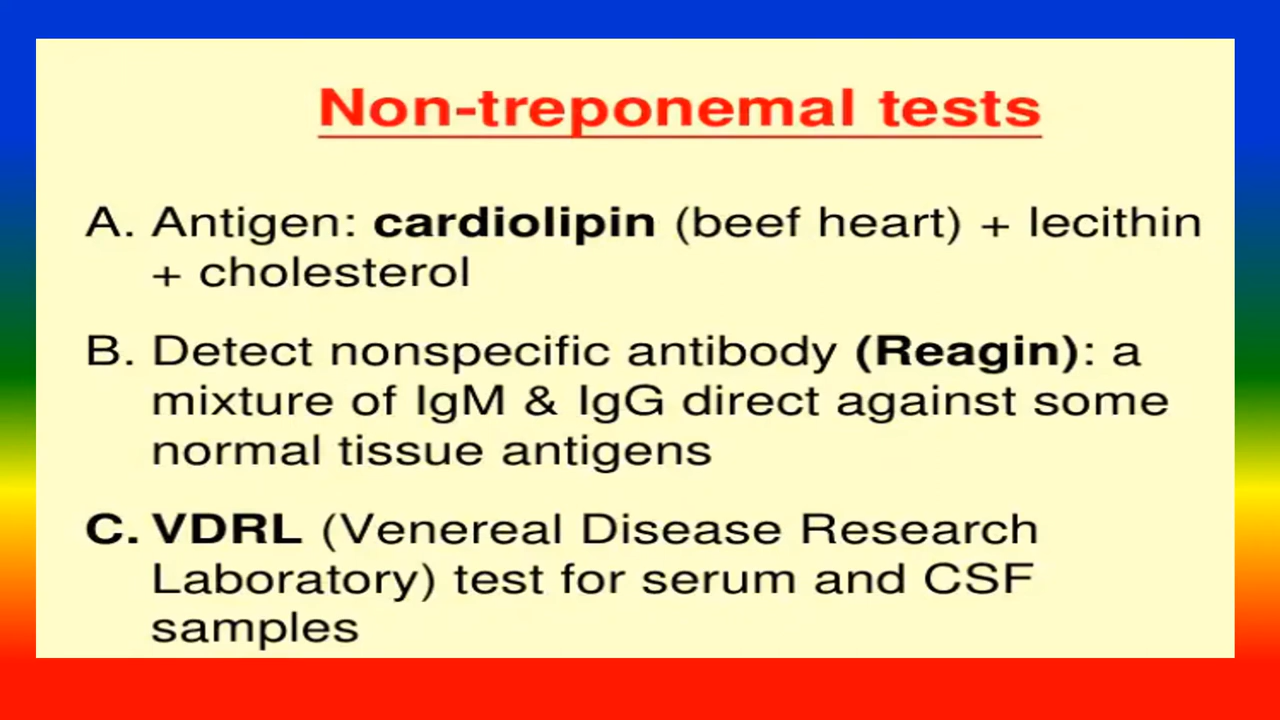 Non-treponemal tests
A. Antigen: cardiolipin (beef heart) + lecithin
+ cholesterol
B. Detect nonspecific antibody (Reagin): a
mixture of IgM & IgG direct against some
normal tissue antigens
C. VDRL (Venereal Disease Research
Laboratory) test for serum and CSF
samples